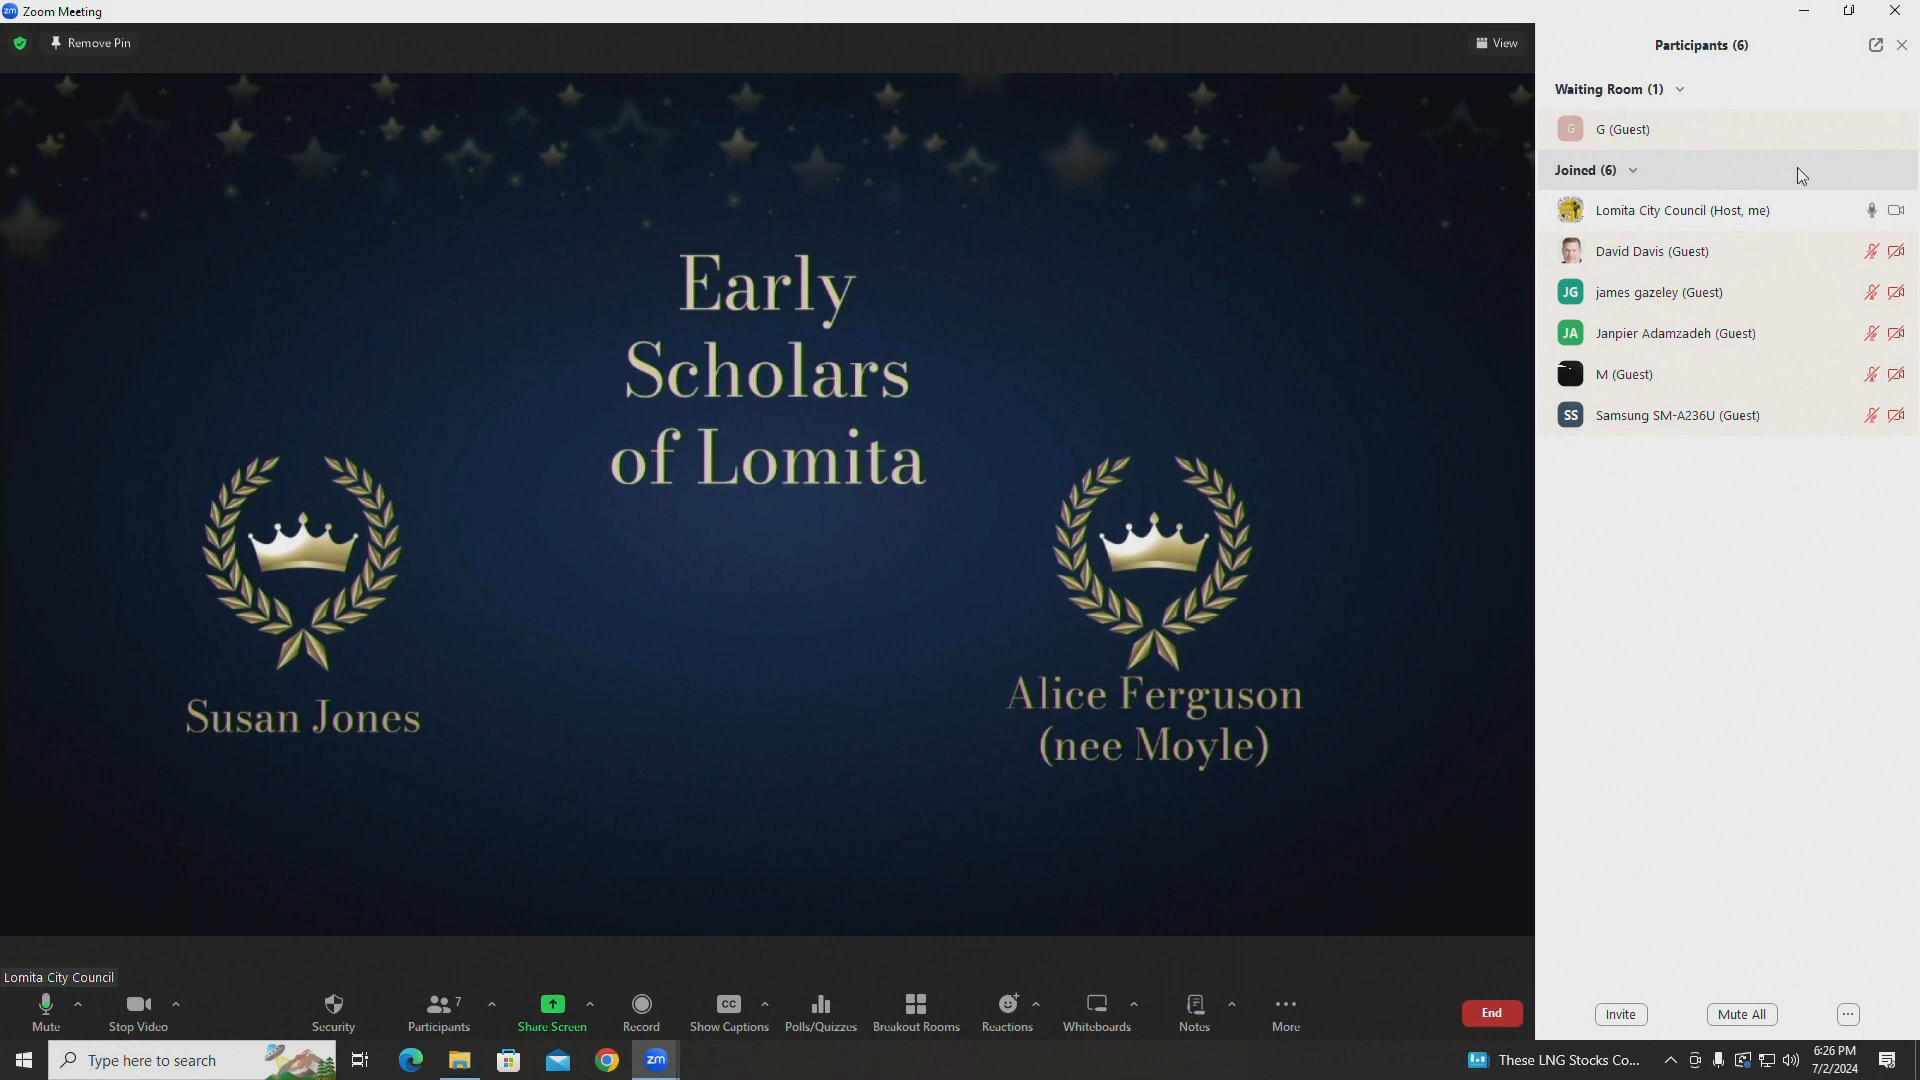 Zoom Meeting
Remove Pin
View
Participants (6)
Waiting Room (1)
G
G (Guest)
Joined (6)
Lomita City Council (Host, me)
David Davis (Guest)
JG
james gazeley (Guest)
JA
Janpier Adamzadeh (Guest)
M (Guest)
SS
Samsung SM-A236U (Guest)
Early
Scholars
of Lomita
Susan Jones
Alice Ferguson
(nee Moyle)
Lomita City Council
Mute
Stop Video
Security
7
Participants
Share Screen
Record
CC
Show Captions
Polls/Quizzes
Breakout Rooms
Reactions
Whiteboards
Notes
More
End
Invite
Mute All
Type here to search
zm
These LNG Stocks Co...
6:26 PM
7/2/2024